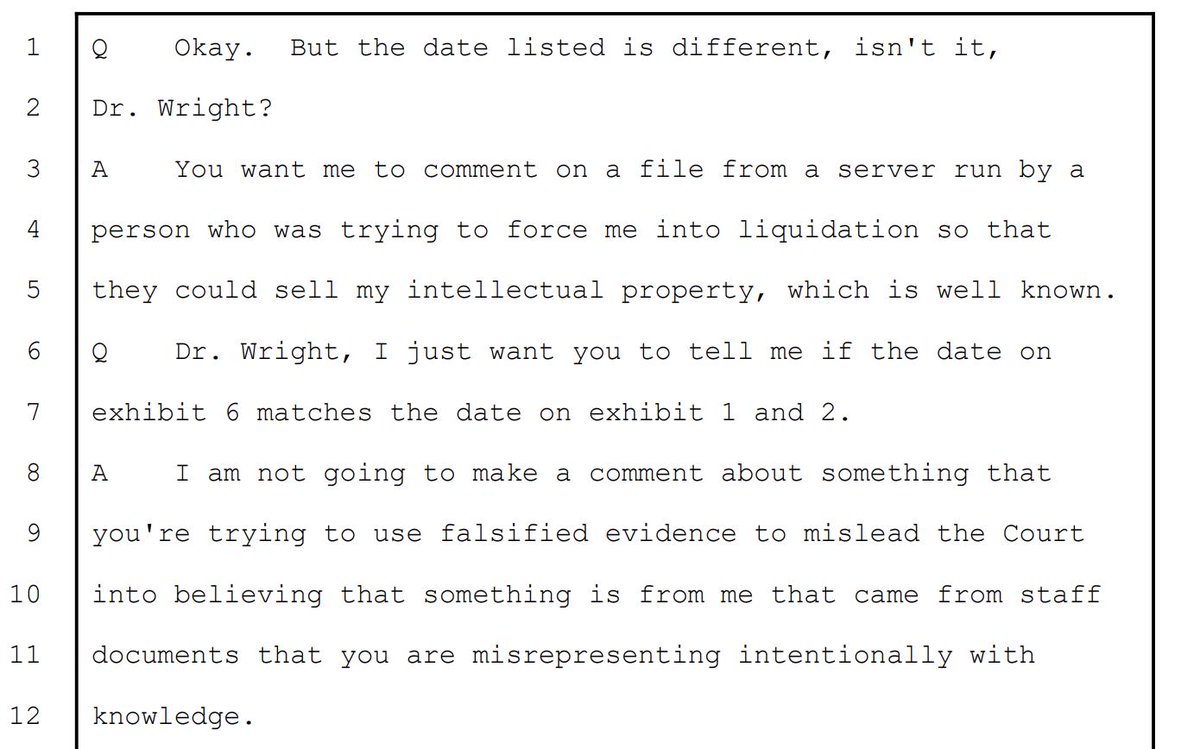 1 Q Okay. But the date listed is different, isn't it,
2 Dr. Wright?
3 A You want me to comment on a file from a server run by a
4 person who was trying to force me into liquidation so that
5 they could sell my intellectual property, which is well known.
6 Q Dr. Wright, I just want you to tell me if the date on
7 exhibit 6 matches the date on exhibit 1 and 2.
8 A I am not going to make a comment about something that
9 you're trying to use falsified evidence to mislead the Court
10 into believing that something is from me that came from staff
11 documents that you are misrepresenting intentionally with
12 knowledge.